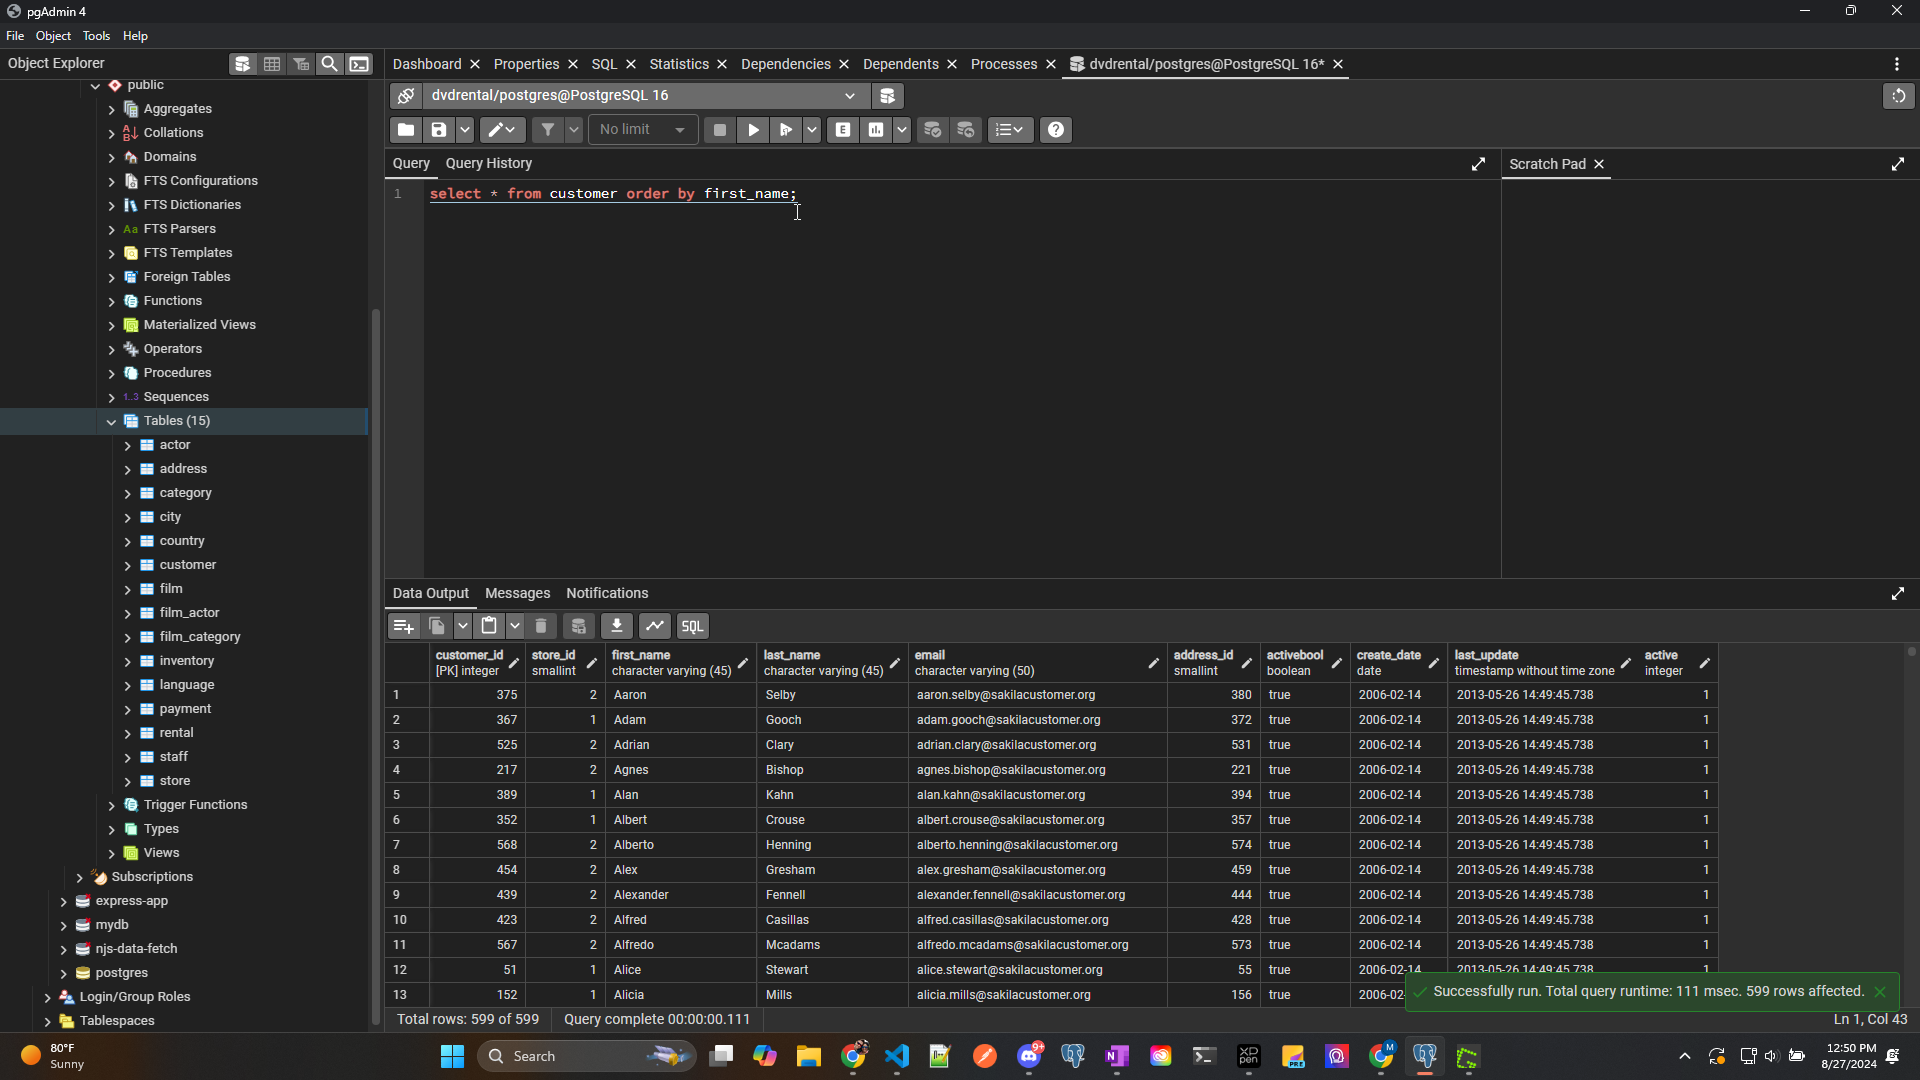 pgAdmin 4
File Object Tools Help
Object Explorer
Dashboard Properties SQL Statistics Dependencies Dependents Processes dvdrental/postgres@PostgreSQL 16*
public
Aggregates
Collations
Domains
FTS Configurations
FTS Dictionaries
Aa FTS Parsers
FTS Templates
Foreign Tables
Functions
Materialized Views
Operators
Procedures
1..3 Sequences
Tables (15)
actor
address
category
city
country
customer
film
film_actor
film_category
inventory
language
payment
rental
staff
store
Trigger Functions
Types
Views
Subscriptions
express-app
mydb
njs-data-fetch
postgres
Login/Group Roles
Tablespaces
dvdrental/postgres@PostgreSQL 16
No limit
E
Query Query History
Scratch Pad
1 select * from customer order by first_name;
Data Output Messages Notifications
SQL
customer_id store_id first_name last_name email address_id activebool create_date last_update active
[PK] integer smallint character varying (45) character varying (45) character varying (50) smallint boolean date timestamp without time zone integer
1 375 2 Aaron Selby aaron.selby@sakilacustomer.org 380 true 2006-02-14 2013-05-26 14:49:45.738 1
2 367 1 Adam Gooch adam.gooch@sakilacustomer.org 372 true 2006-02-14 2013-05-26 14:49:45.738 1
3 525 2 Adrian Clary adrian.clary@sakilacustomer.org 531 true 2006-02-14 2013-05-26 14:49:45.738 1
4 217 2 Agnes Bishop agnes.bishop@sakilacustomer.org 221 true 2006-02-14 2013-05-26 14:49:45.738 1
5 389 1 Alan Kahn alan.kahn@sakilacustomer.org 394 true 2006-02-14 2013-05-26 14:49:45.738 1
6 352 1 Albert Crouse albert.crouse@sakilacustomer.org 357 true 2006-02-14 2013-05-26 14:49:45.738 1
7 568 2 Alberto Henning alberto.henning@sakilacustomer.org 574 true 2006-02-14 2013-05-26 14:49:45.738 1
8 454 2 Alex Gresham alex.gresham@sakilacustomer.org 459 true 2006-02-14 2013-05-26 14:49:45.738 1
9 439 2 Alexander Fennell alexander.fennell@sakilacustomer.org 444 true 2006-02-14 2013-05-26 14:49:45.738 1
10 423 2 Alfred Casillas alfred.casillas@sakilacustomer.org 428 true 2006-02-14 2013-05-26 14:49:45.738 1
11 567 2 Alfredo Mcadams alfredo.mcadams@sakilacustomer.org 573 true 2006-02-14 2013-05-26 14:49:45.738 1
12 51 1 Alice Stewart alice.stewart@sakilacustomer.org 55 true 2006-02-14 2013-05-26 14:49:45.738 1
13 152 1 Alicia Mills alicia.mills@sakilacustomer.org 156 true 2006-02
Successfully run. Total query runtime: 111 msec. 599 rows affected.
Total rows: 599 of 599 Query complete 00:00:00.111
Ln 1, Col 43
80°F
Sunny
Search
9+
XP
PEN
PRE
M
12:50 PM
8/27/2024